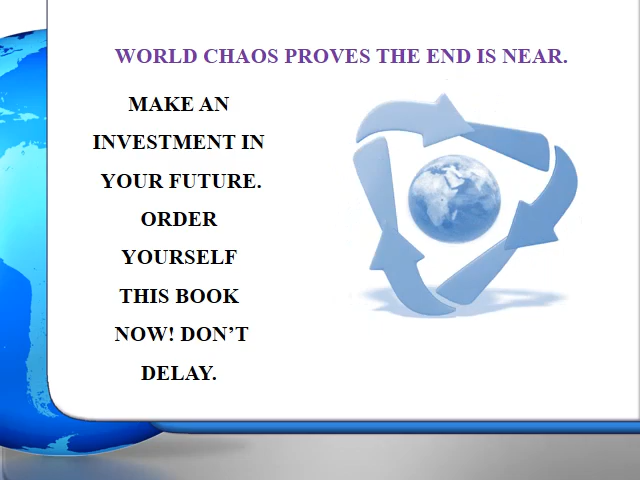 WORLD CHAOS PROVES THE END IS NEAR.
MAKE AN
INVESTMENT IN
YOUR FUTURE.
ORDER
YOURSELF
THIS BOOK
NOW! DON’T
DELAY.